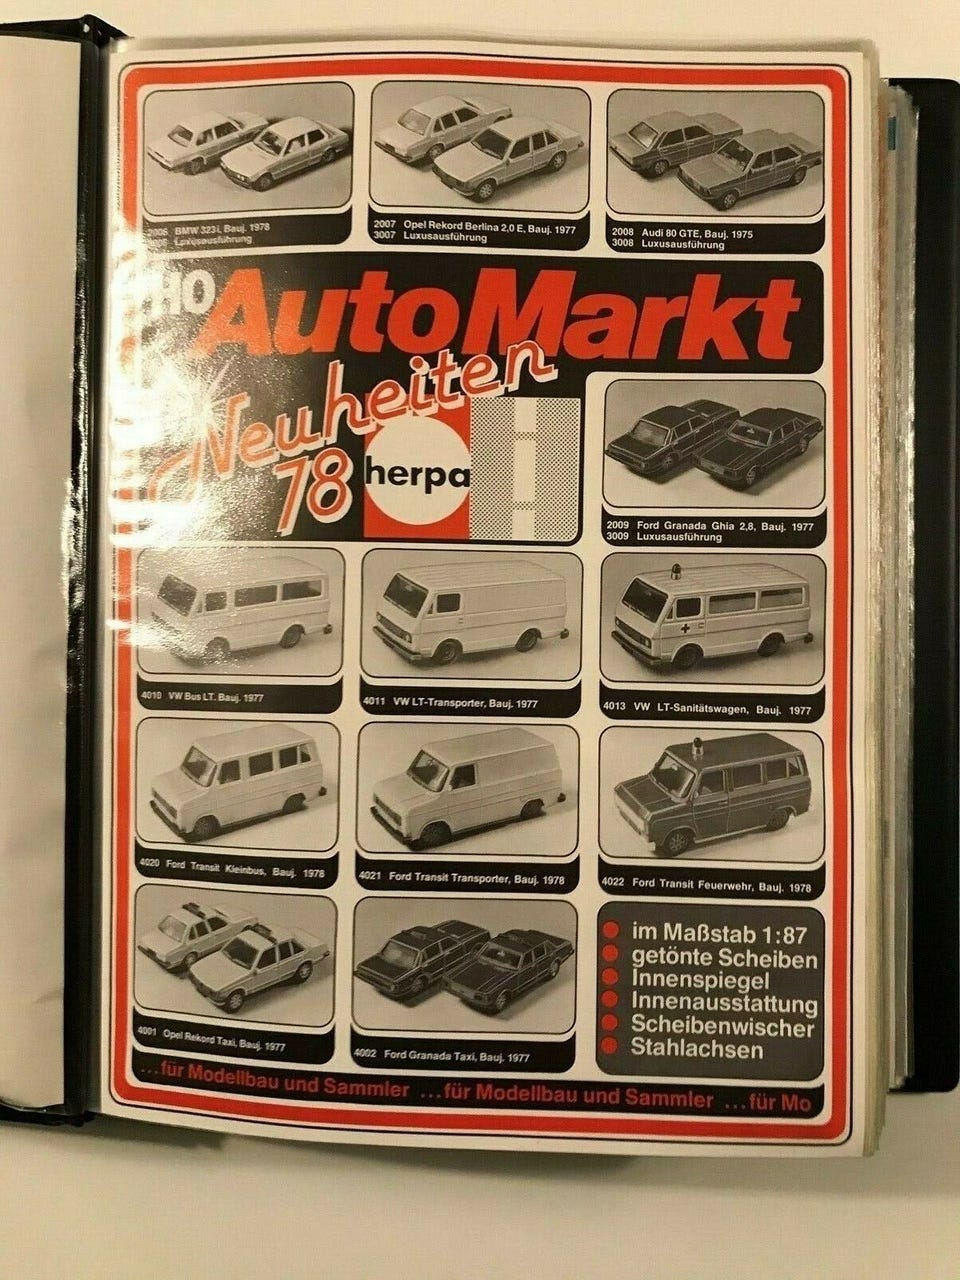 2006 BMW 323i, Bauj. 1978
3006 Luxusausführung
2007 Opel Rekord Berlina 2,0 E, Bauj. 1977
3007 Luxusausführung
2008 Audi 80 GTE, Bauj. 1975
3008 Luxusausführung
HO AutoMarkt
Neuheiten
78
herpa
2009 Ford Granada Ghia 2,8, Bauj. 1977
3009 Luxusausführung
4010 VW Bus LT. Bauj. 1977
4011 VW LT-Transporter, Bauj. 1977
4013 VW LT-Sanitätswagen, Bauj. 1977
4020 Ford Transit Kleinbus, Bauj. 1978
4021 Ford Transit Transporter, Bauj. 1978
4022 Ford Transit Feuerwehr, Bauj. 1978
4001 Opel Rekord Taxi, Bauj. 1977
4002 Ford Granada Taxi, Bauj. 1977
im Maßstab 1:87
getönte Scheiben
Innenspiegel
Innenausstattung
Scheibenwischer
Stahlachsen
...für Modellbau und Sammler ...für Modellbau und Sammler ...für Mo